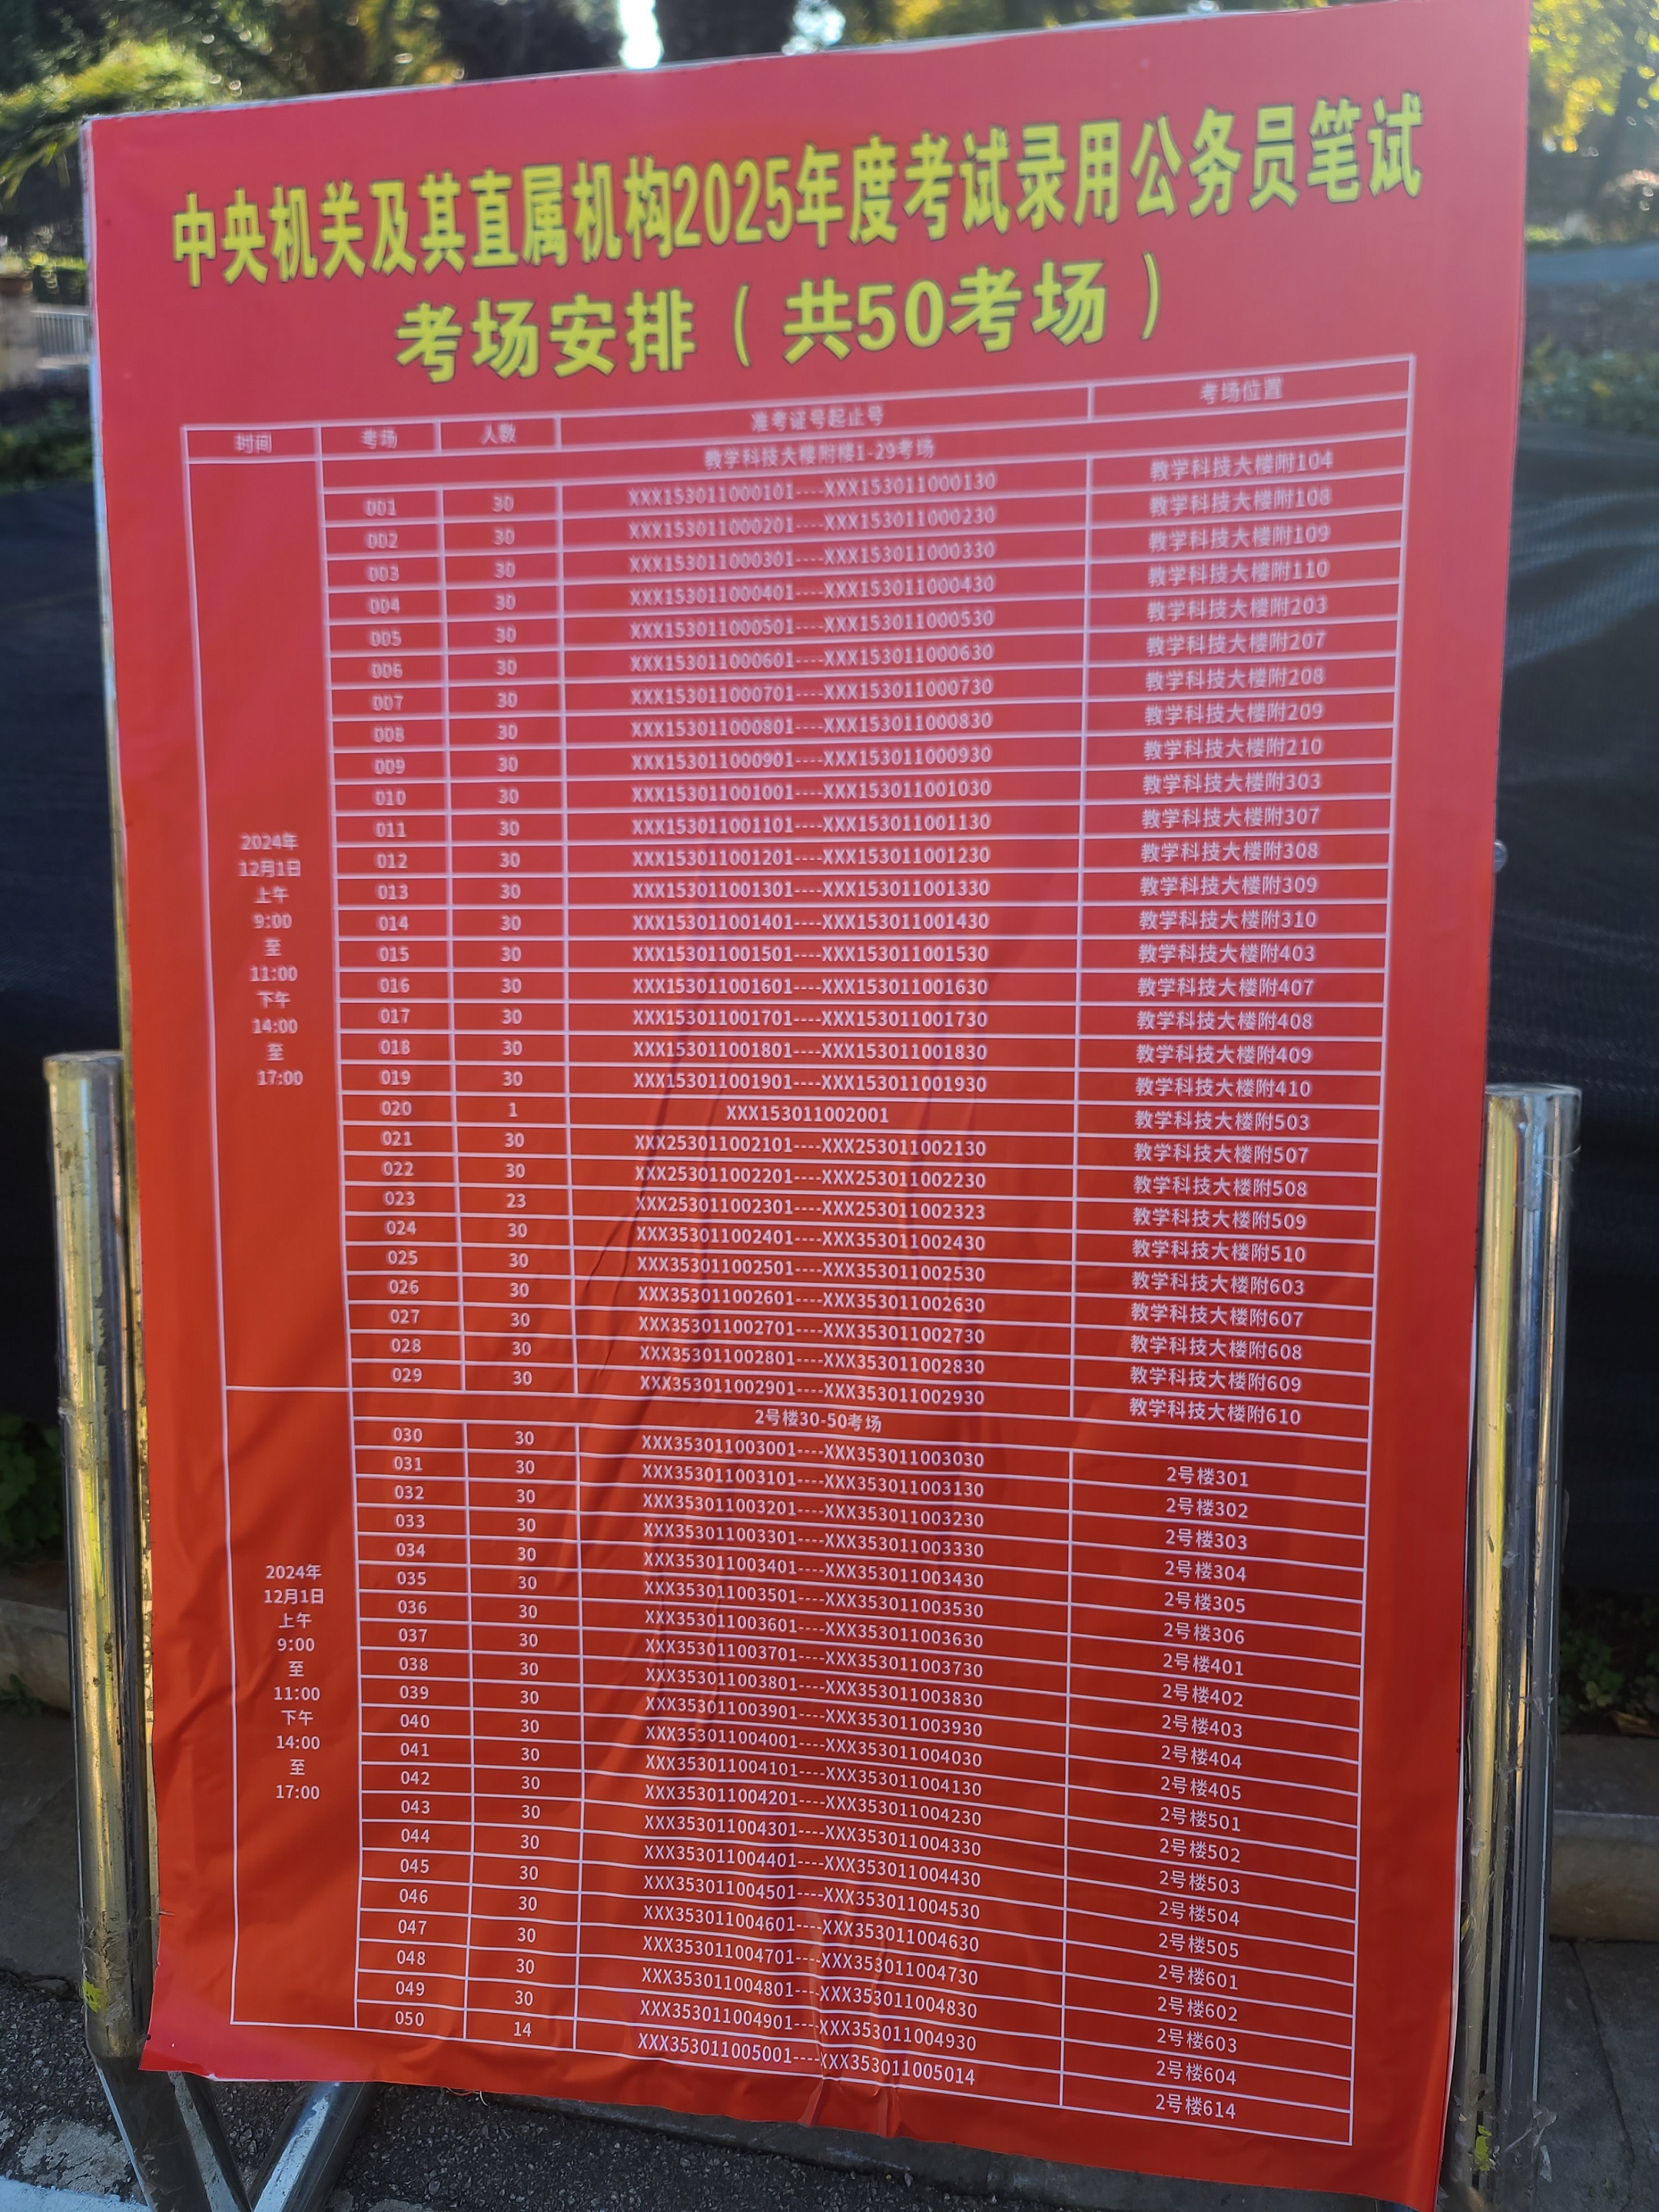 中央机关及其直属机构2025年度考试录用公务员笔试
考场安排（共50考场）
时间 考场 人数 准考证号起止号 考场位置
教学科技大楼附楼1-29考场
2024年
12月1日
上午
9:00
至
11:00
下午
14:00
至
17:00
001 30 XXX153011000101----XXX153011000130 教学科技大楼附104
002 30 XXX153011000201----XXX153011000230 教学科技大楼附108
003 30 XXX153011000301----XXX153011000330 教学科技大楼附109
004 30 XXX153011000401----XXX153011000430 教学科技大楼附110
005 30 XXX153011000501----XXX153011000530 教学科技大楼附203
006 30 XXX153011000601----XXX153011000630 教学科技大楼附207
007 30 XXX153011000701----XXX153011000730 教学科技大楼附208
008 30 XXX153011000801----XXX153011000830 教学科技大楼附209
009 30 XXX153011000901----XXX153011000930 教学科技大楼附210
010 30 XXX153011001001----XXX153011001030 教学科技大楼附303
011 30 XXX153011001101----XXX153011001130 教学科技大楼附307
012 30 XXX153011001201----XXX153011001230 教学科技大楼附308
013 30 XXX153011001301----XXX153011001330 教学科技大楼附309
014 30 XXX153011001401----XXX153011001430 教学科技大楼附310
015 30 XXX153011001501----XXX153011001530 教学科技大楼附403
016 30 XXX153011001601----XXX153011001630 教学科技大楼附407
017 30 XXX153011001701----XXX153011001730 教学科技大楼附408
018 30 XXX153011001801----XXX153011001830 教学科技大楼附409
019 30 XXX153011001901----XXX153011001930 教学科技大楼附410
020 1 XXX153011002001 教学科技大楼附503
021 30 XXX253011002101----XXX253011002130 教学科技大楼附507
022 30 XXX253011002201----XXX253011002230 教学科技大楼附508
023 23 XXX253011002301----XXX253011002323 教学科技大楼附509
024 30 XXX353011002401----XXX353011002430 教学科技大楼附510
025 30 XXX353011002501----XXX353011002530 教学科技大楼附603
026 30 XXX353011002601----XXX353011002630 教学科技大楼附607
027 30 XXX353011002701----XXX353011002730 教学科技大楼附608
028 30 XXX353011002801----XXX353011002830 教学科技大楼附609
029 30 XXX353011002901----XXX353011002930 教学科技大楼附610
2号楼30-50考场
2024年
12月1日
上午
9:00
至
11:00
下午
14:00
至
17:00
030 30 XXX353011003001----XXX353011003030 2号楼301
031 30 XXX353011003101----XXX353011003130 2号楼302
032 30 XXX353011003201----XXX353011003230 2号楼303
033 30 XXX353011003301----XXX353011003330 2号楼304
034 30 XXX353011003401----XXX353011003430 2号楼305
035 30 XXX353011003501----XXX353011003530 2号楼306
036 30 XXX353011003601----XXX353011003630 2号楼401
037 30 XXX353011003701----XXX353011003730 2号楼402
038 30 XXX353011003801----XXX353011003830 2号楼403
039 30 XXX353011003901----XXX353011003930 2号楼404
040 30 XXX353011004001----XXX353011004030 2号楼405
041 30 XXX353011004101----XXX353011004130 2号楼501
042 30 XXX353011004201----XXX353011004230 2号楼502
043 30 XXX353011004301----XXX353011004330 2号楼503
044 30 XXX353011004401----XXX353011004430 2号楼504
045 30 XXX353011004501----XXX353011004530 2号楼505
046 30 XXX353011004601----XXX353011004630 2号楼601
047 30 XXX353011004701----XXX353011004730 2号楼602
048 30 XXX353011004801----XXX353011004830 2号楼603
049 30 XXX353011004901----XXX353011004930 2号楼604
050 14 XXX353011005001----XXX353011005014 2号楼614